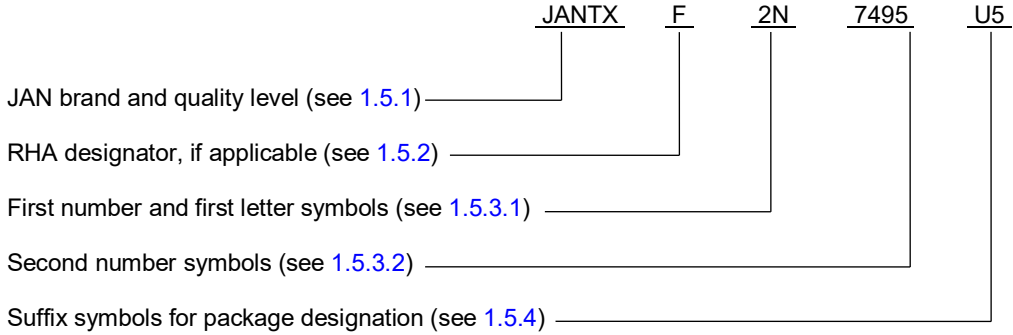 JANTX F 2N 7495 U5
JAN brand and quality level (see 1.5.1)
RHA designator, if applicable (see 1.5.2)
First number and first letter symbols (see 1.5.3.1)
Second number symbols (see 1.5.3.2)
Suffix symbols for package designation (see 1.5.4)